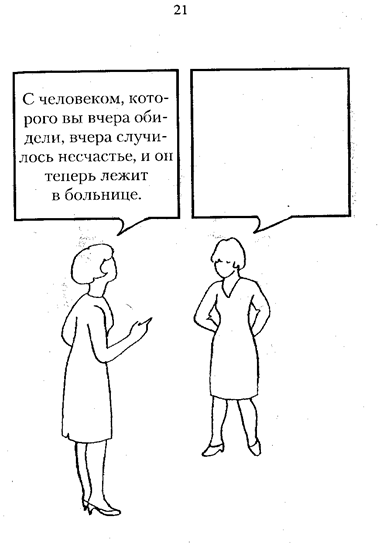 21
С человеком, кото-
рого вы вчера оби-
дели, вчера случи-
лось несчастье, и он
теперь лежит
в больнице.